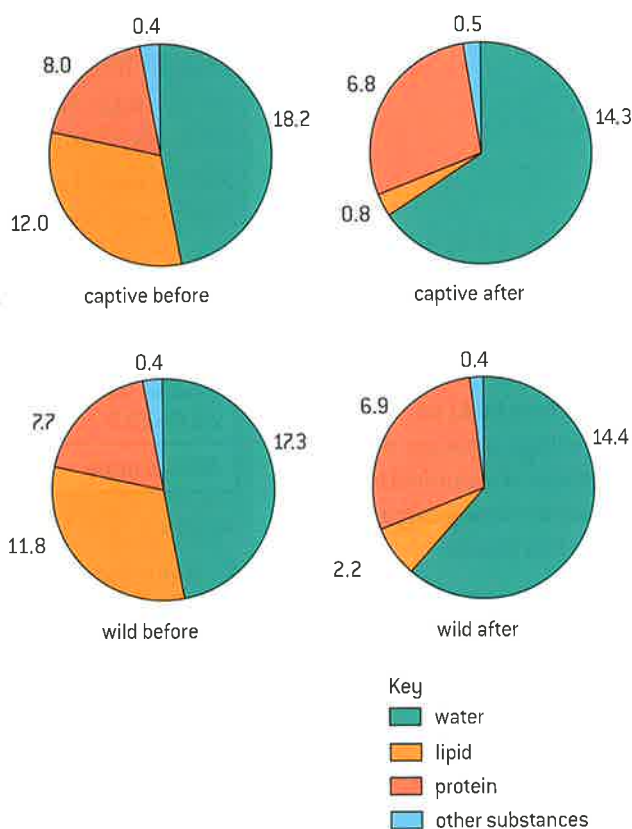 0.4
8.0
18.2
12.0
captive before
0.5
6.8
14.3
0.8
captive after
0.4
7.7
17.3
11.8
wild before
0.4
6.9
14.4
2.2
wild after
Key
water
lipid
protein
other substances